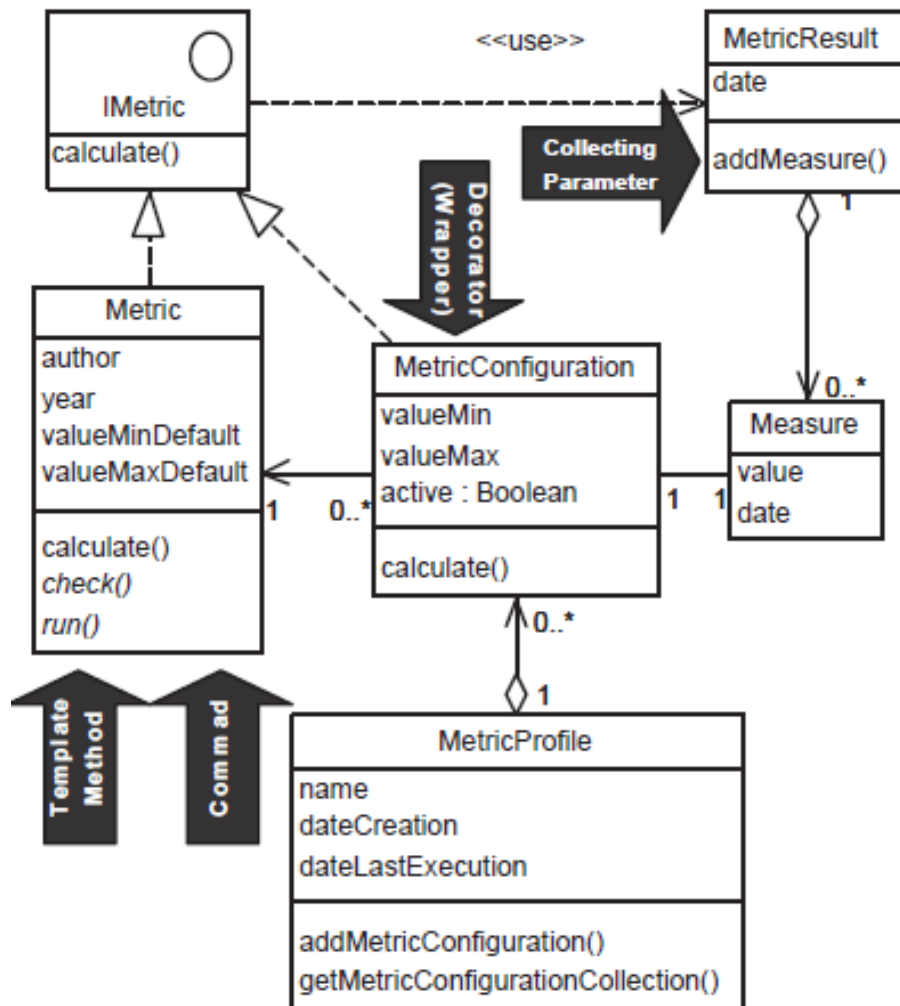 <<use>>
IMetric
calculate()
MetricResult
date
addMeasure()
Collecting
Parameter
Decorator
(Wrapper)
1
0..*
Metric
author
year
valueMinDefault
valueMaxDefault
calculate()
check()
run()
1
0..*
MetricConfiguration
valueMin
valueMax
active : Boolean
calculate()
1
1
Measure
value
date
0..*
1
Template
Method
Commad
MetricProfile
name
dateCreation
dateLastExecution
addMetricConfiguration()
getMetricConfigurationCollection()